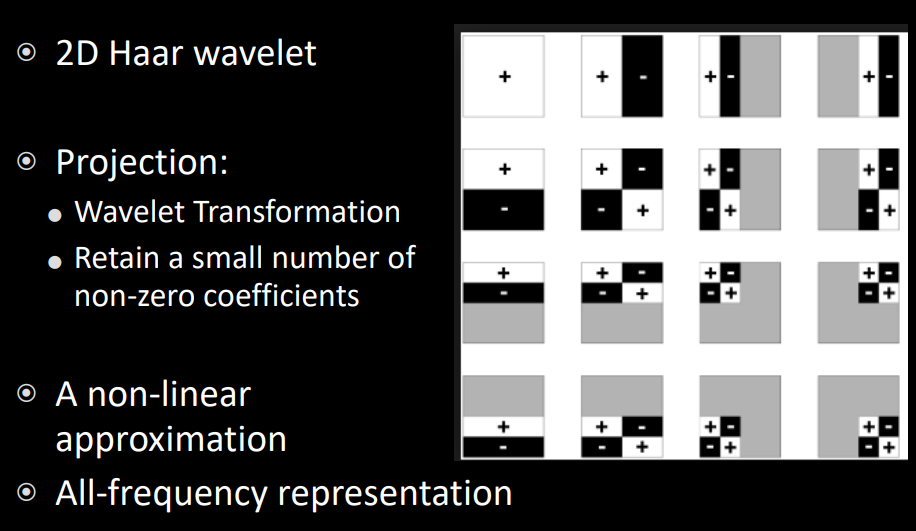 2D Haar wavelet
Projection:
Wavelet Transformation
Retain a small number of
non-zero coefficients
A non-linear
approximation
All-frequency representation
+ + - + - + -
+ + - + - + -
- - + - + - +
+ + - + - + -
- - + - + - +
+ + - + - + -
- - + - + - +